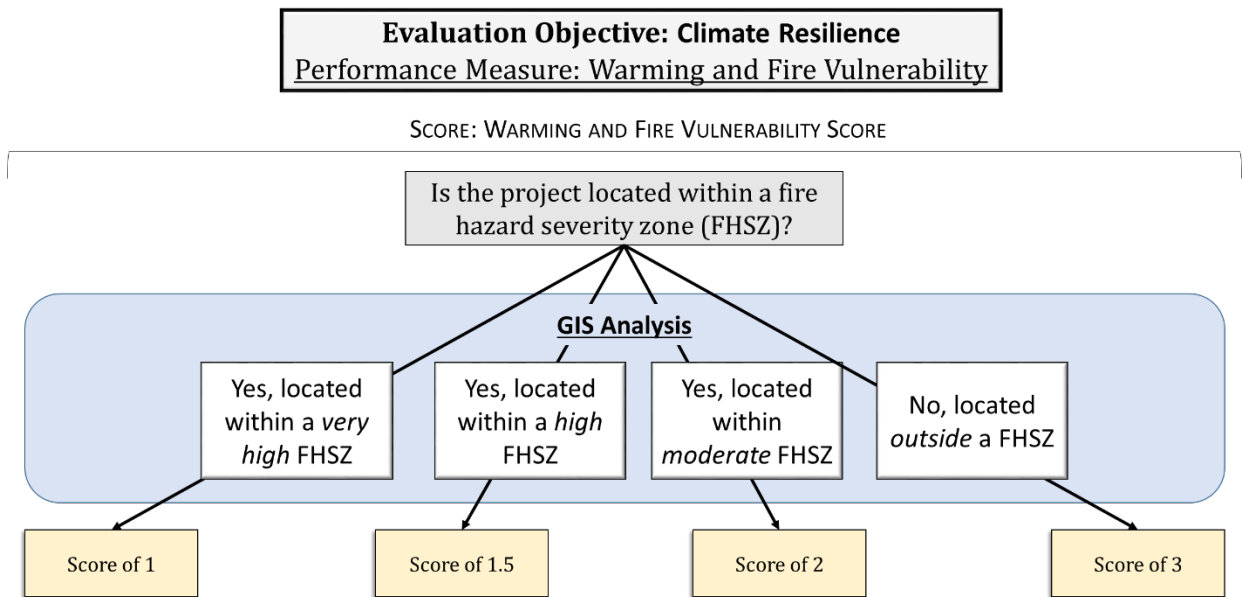 Evaluation Objective: Climate Resilience
Performance Measure: Warming and Fire Vulnerability
SCORE: WARMING AND FIRE VULNERABILITY SCORE
Is the project located within a fire
hazard severity zone (FHSZ)?
GIS Analysis
Yes, located
within a very
high FHSZ
Yes, located
within a high
FHSZ
Yes, located
within
moderate FHSZ
No, located
outside a FHSZ
Score of 1
Score of 1.5
Score of 2
Score of 3